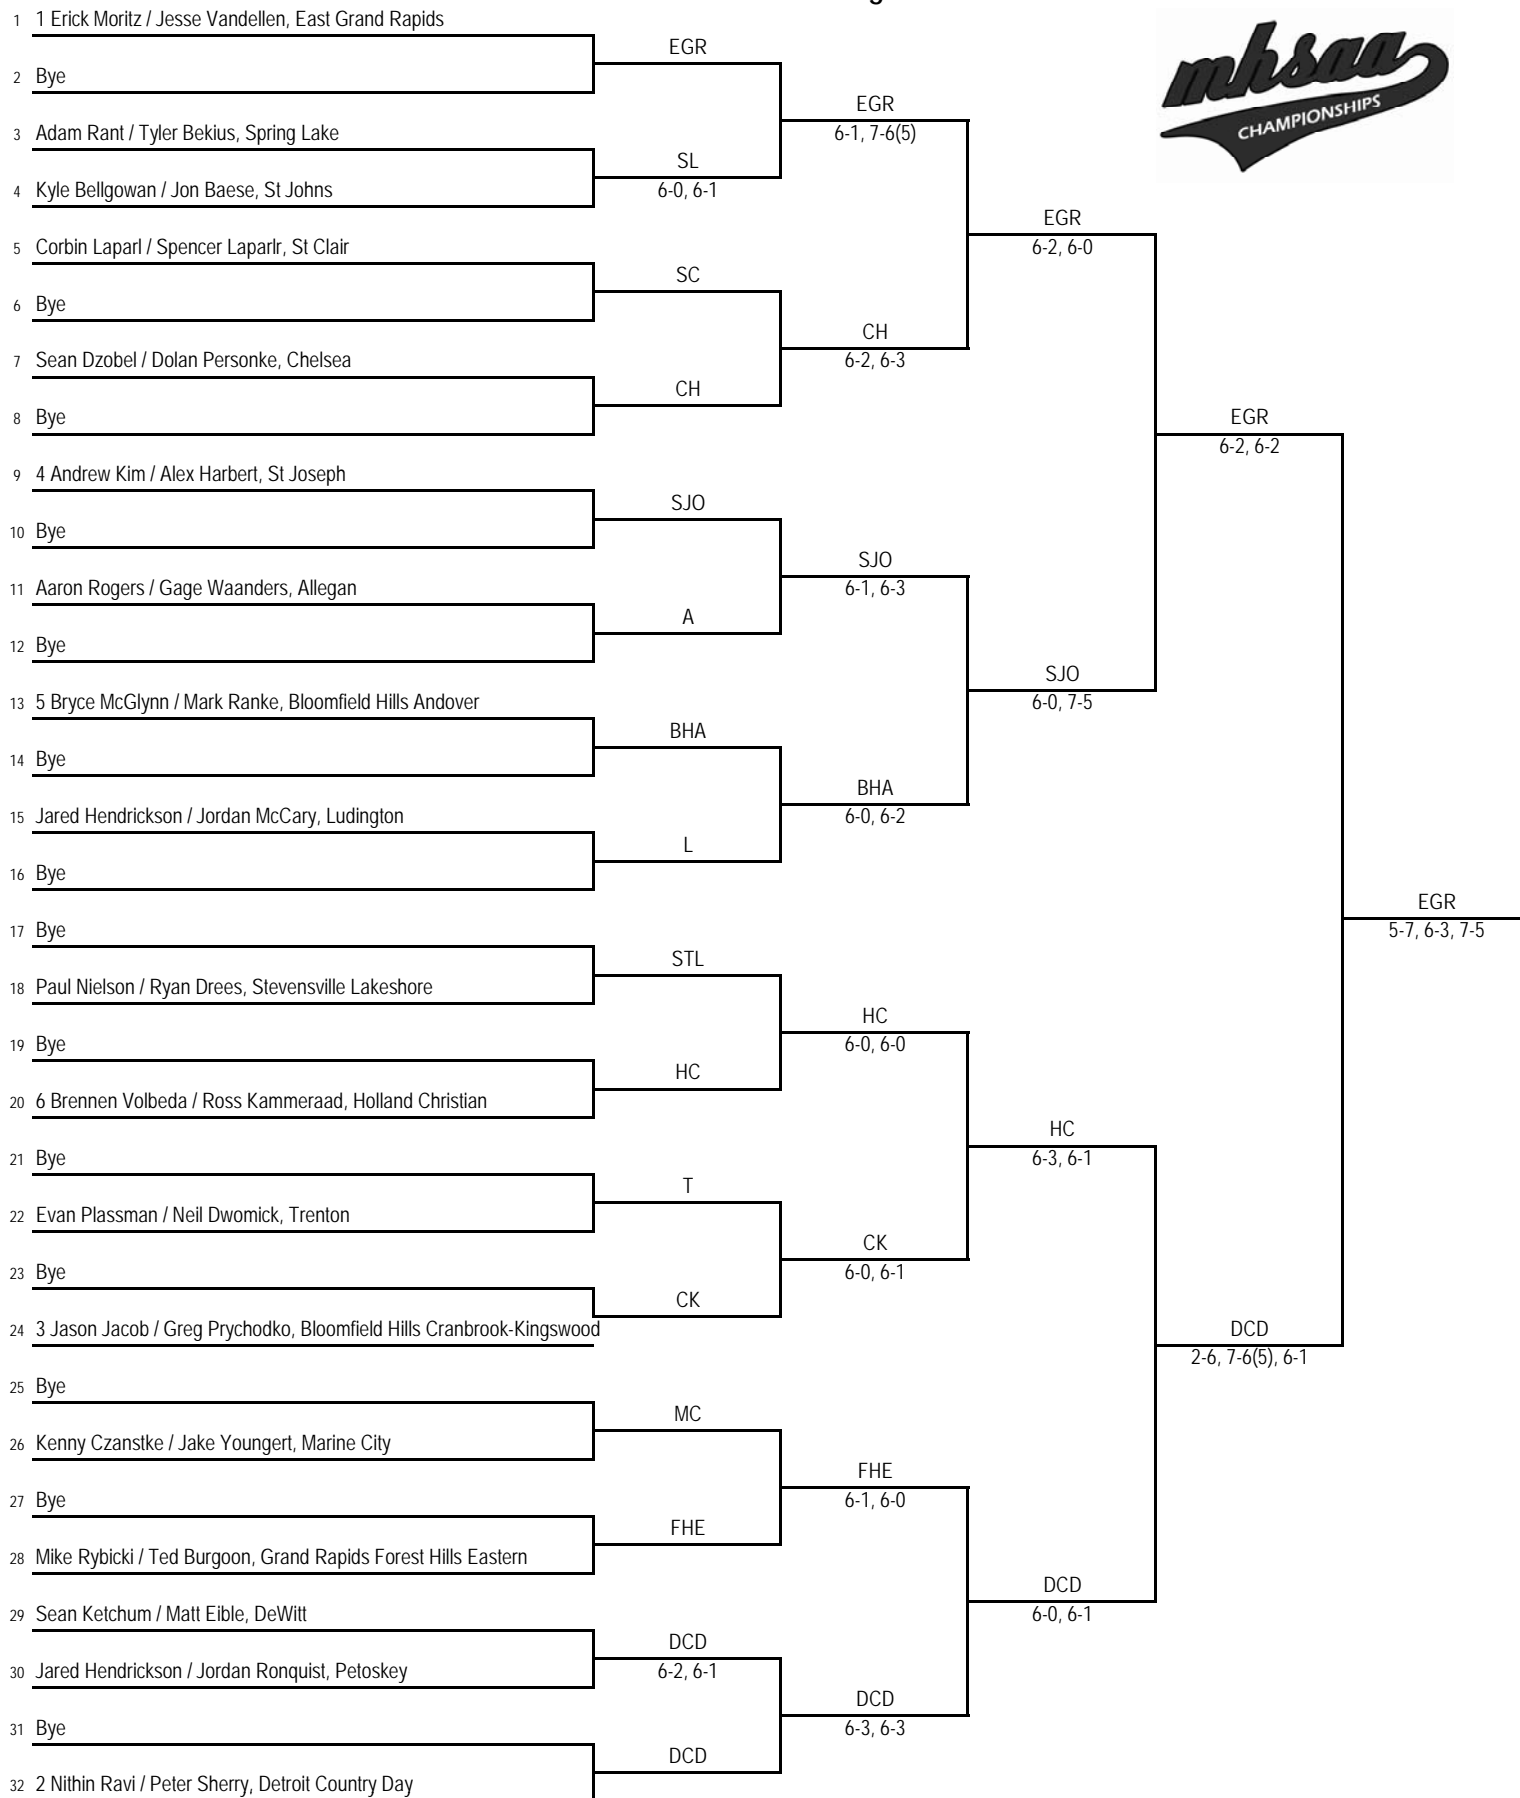 1 1 Erick Moritz / Jesse Vandellen, East Grand Rapids
EGR
2 Bye
EGR
6-1, 7-6(5)
3 Adam Rant / Tyler Bekius, Spring Lake
SL
6-0, 6-1
4 Kyle Bellgowan / Jon Baese, St Johns
EGR
6-2, 6-0
5 Corbin Laparl / Spencer Laparlr, St Clair
SC
6 Bye
CH
6-2, 6-3
7 Sean Dzobel / Dolan Personke, Chelsea
CH
8 Bye
EGR
6-2, 6-2
9 4 Andrew Kim / Alex Harbert, St Joseph
SJO
10 Bye
SJO
6-1, 6-3
11 Aaron Rogers / Gage Waanders, Allegan
A
12 Bye
SJO
6-0, 7-5
13 5 Bryce McGlynn / Mark Ranke, Bloomfield Hills Andover
BHA
14 Bye
BHA
6-0, 6-2
15 Jared Hendrickson / Jordan McCary, Ludington
L
16 Bye
EGR
5-7, 6-3, 7-5
17 Bye
STL
18 Paul Nielson / Ryan Drees, Stevensville Lakeshore
HC
6-0, 6-0
19 Bye
HC
20 6 Brennen Volbeda / Ross Kammeraad, Holland Christian
HC
6-3, 6-1
21 Bye
T
22 Evan Plassman / Neil Dwomick, Trenton
CK
6-0, 6-1
23 Bye
CK
24 3 Jason Jacob / Greg Prychodko, Bloomfield Hills Cranbrook-Kingswood
DCD
2-6, 7-6(5), 6-1
25 Bye
MC
26 Kenny Czanstke / Jake Youngert, Marine City
FHE
6-1, 6-0
27 Bye
FHE
28 Mike Rybicki / Ted Burgoon, Grand Rapids Forest Hills Eastern
DCD
6-0, 6-1
29 Sean Ketchum / Matt Eible, DeWitt
DCD
6-2, 6-1
30 Jared Hendrickson / Jordan Ronquist, Petoskey
DCD
6-3, 6-3
31 Bye
DCD
32 2 Nithin Ravi / Peter Sherry, Detroit Country Day
mhsaa
CHAMPIONSHIPS